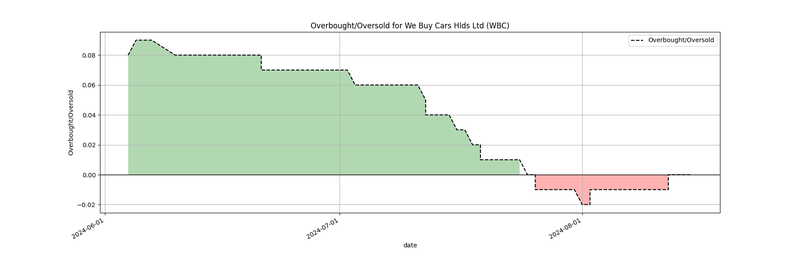 Overbought/Oversold for We Buy Cars Hlds Ltd (WBC)
Overbought/Oversold
0.08
0.06
0.04
0.02
0.00
−0.02
Overbought/Oversold
2024-06-01
2024-07-01
2024-08-01
date